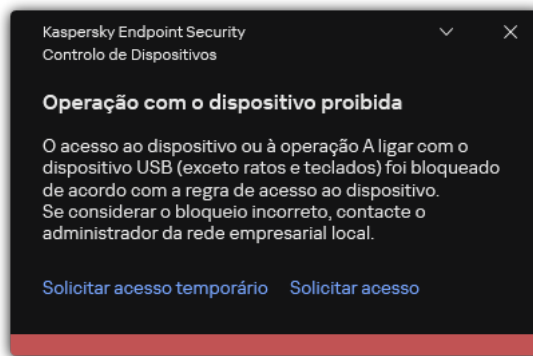 Kaspersky Endpoint Security
Controlo de Dispositivos
Operação com o dispositivo proibida
O acesso ao dispositivo ou à operação A ligar com o
dispositivo USB (exceto ratos e teclados) foi bloqueado
de acordo com a regra de acesso ao dispositivo.
Se considerar o bloqueio incorreto, contacte o
administrador da rede empresarial local.
Solicitar acesso temporário Solicitar acesso